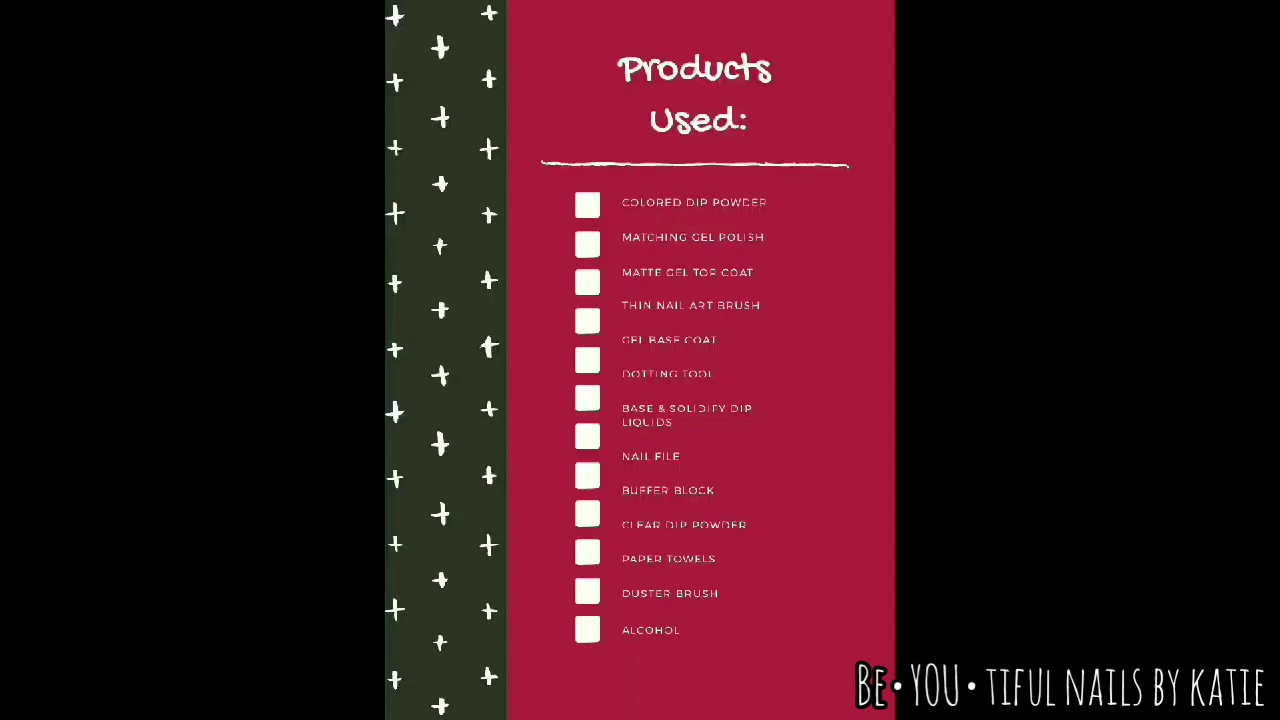 Products
Used:
COLORED DIP POWDER
MATCHING GEL POLISH
MATTE GEL TOP COAT
THIN NAIL ART BRUSH
GEL BASE COAT
DOTTING TOOL
BASE & SOLIDIFY DIP
LIQUIDS
NAIL FILE
BUFFER BLOCK
CLEAR DIP POWDER
PAPER TOWELS
DUSTER BRUSH
ALCOHOL
BE•YOU•TIFUL NAILS BY KATIE